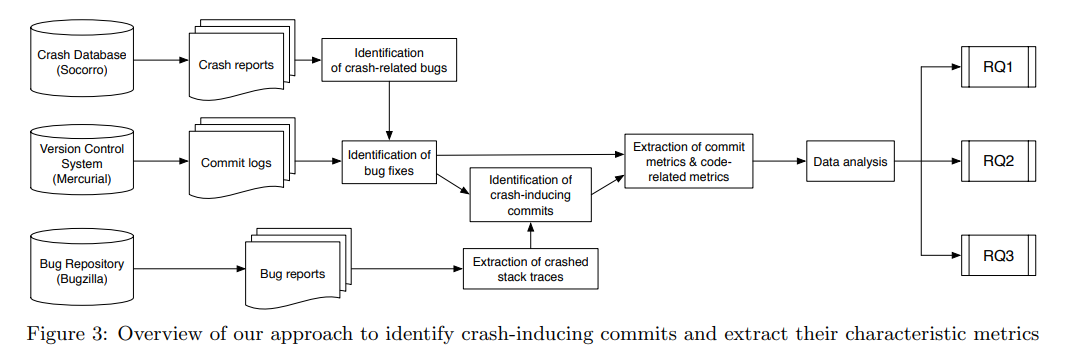 Crash Database
(Socorro)
Crash reports
Identification
of crash-related bugs
Version Control
System
(Mercurial)
Commit logs
Identification of
bug fixes
Identification of
crash-inducing
commits
Extraction of commit
metrics & code-
related metrics
Data analysis
RQ1
RQ2
RQ3
Bug Repository
(Bugzilla)
Bug reports
Extraction of crashed
stack traces
Figure 3: Overview of our approach to identify crash-inducing commits and extract their characteristic metrics